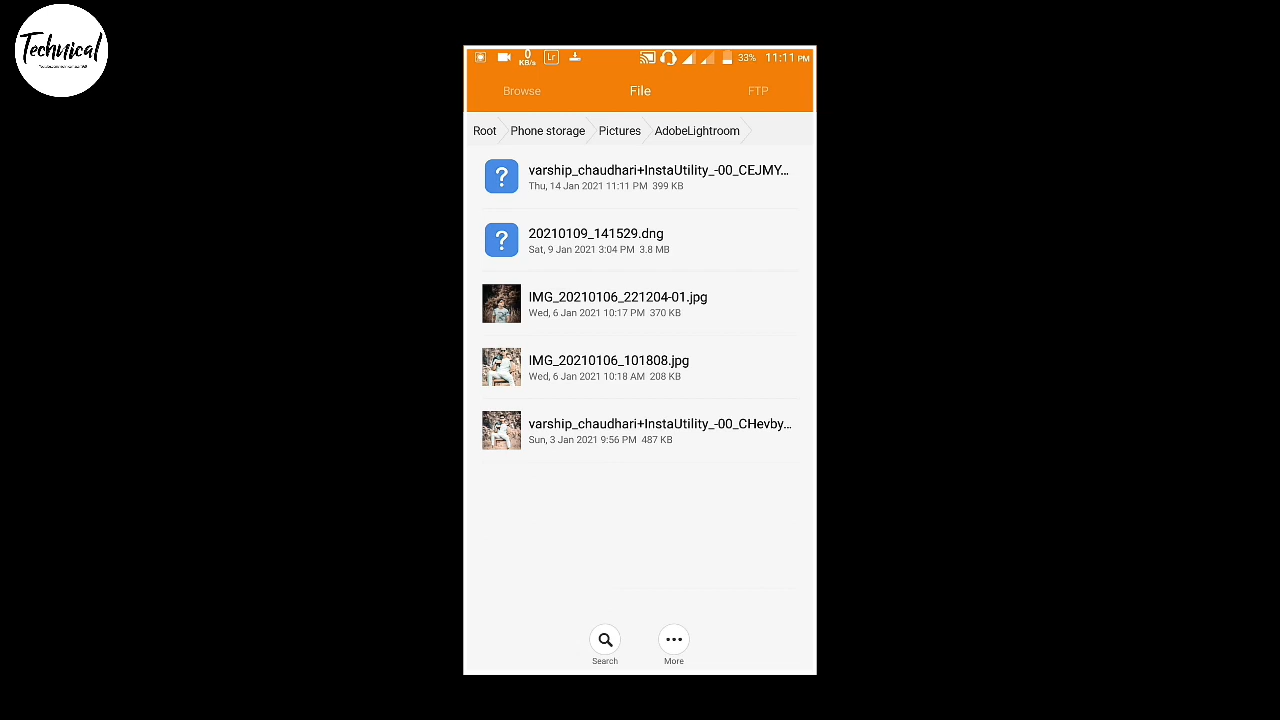 Technical
0
KB/s
Lr
33%
11:11 PM
Browse
File
FTP
Root
Phone storage
Pictures
AdobeLightroom
?
varship_chaudhari+InstaUtility_-00_CEJMY...
Thu, 14 Jan 2021 11:11 PM 399 KB
?
20210109_141529.dng
Sat, 9 Jan 2021 3:04 PM 3.8 MB
IMG_20210106_221204-01.jpg
Wed, 6 Jan 2021 10:17 PM 370 KB
IMG_20210106_101808.jpg
Wed, 6 Jan 2021 10:18 AM 208 KB
varship_chaudhari+InstaUtility_-00_CHevby...
Sun, 3 Jan 2021 9:56 PM 487 KB
Search
More